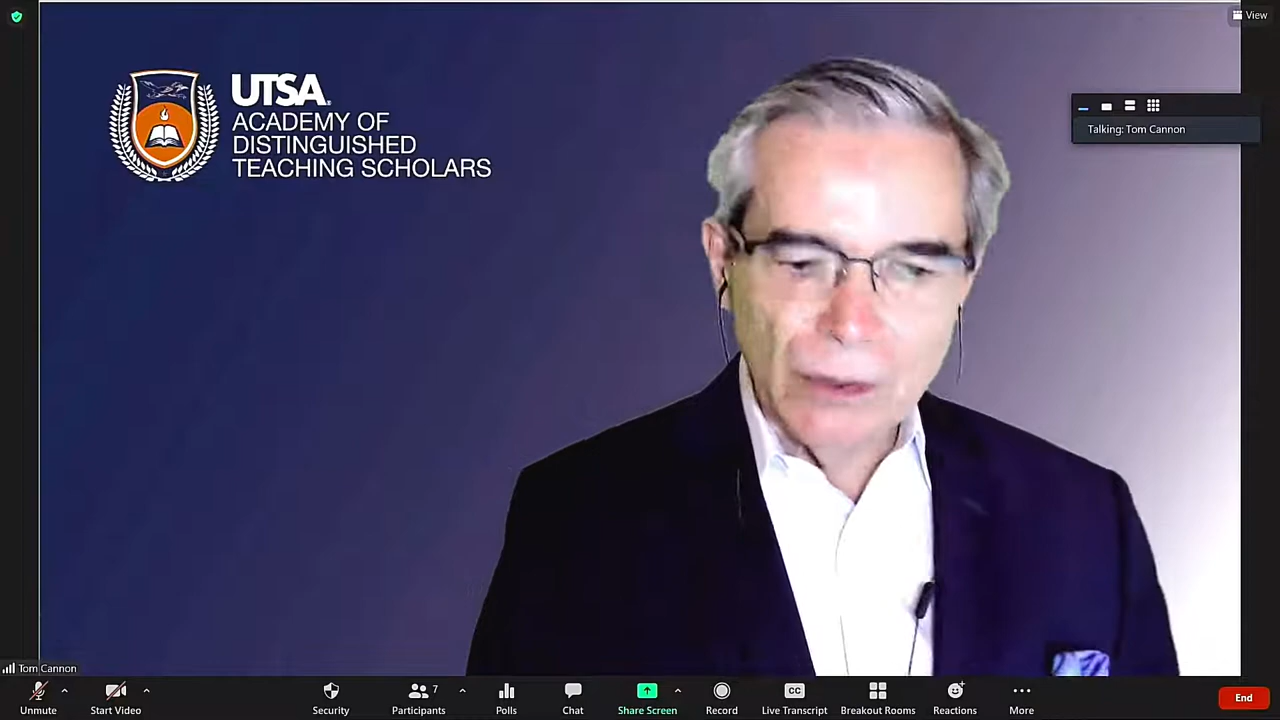 View
UTSA
ACADEMY OF
DISTINGUISHED
TEACHING SCHOLARS
Talking: Tom Cannon
Tom Cannon
7
CC
Unmute
Start Video
Security
Participants
Polls
Chat
Share Screen
Record
Live Transcript
Breakout Rooms
Reactions
More
End